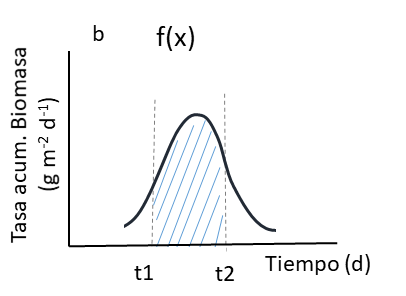 b
f(x)
Tasa acum. Biomasa
(g m⁻² d⁻¹)
t1
t2
Tiempo (d)